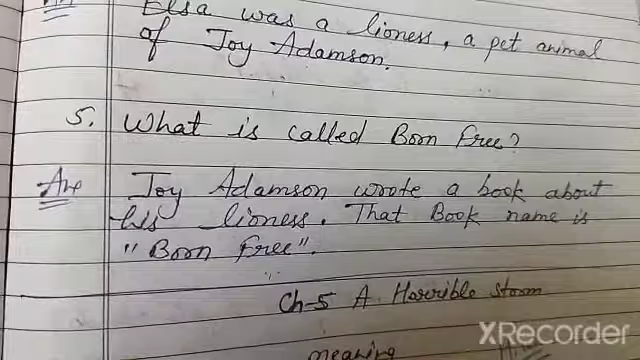 Elsa was a lioness, a pet animal
of Joy Adamson.
5. What is called Born Free?
Ans Joy Adamson wrote a book about
his lioness. That Book name is
"Born Free".
Ch-5 A Horrible storm
meaning
XRecorder